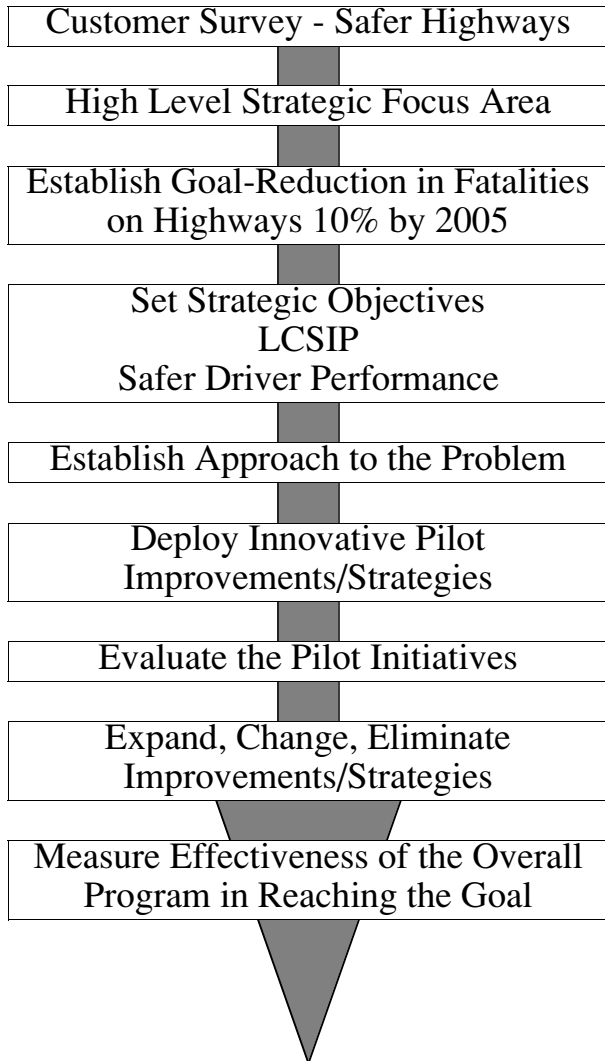 Customer Survey - Safer Highways
High Level Strategic Focus Area
Establish Goal-Reduction in Fatalities
on Highways 10% by 2005
Set Strategic Objectives
LCSIP
Safer Driver Performance
Establish Approach to the Problem
Deploy Innovative Pilot
Improvements/Strategies
Evaluate the Pilot Initiatives
Expand, Change, Eliminate
Improvements/Strategies
Measure Effectiveness of the Overall
Program in Reaching the Goal